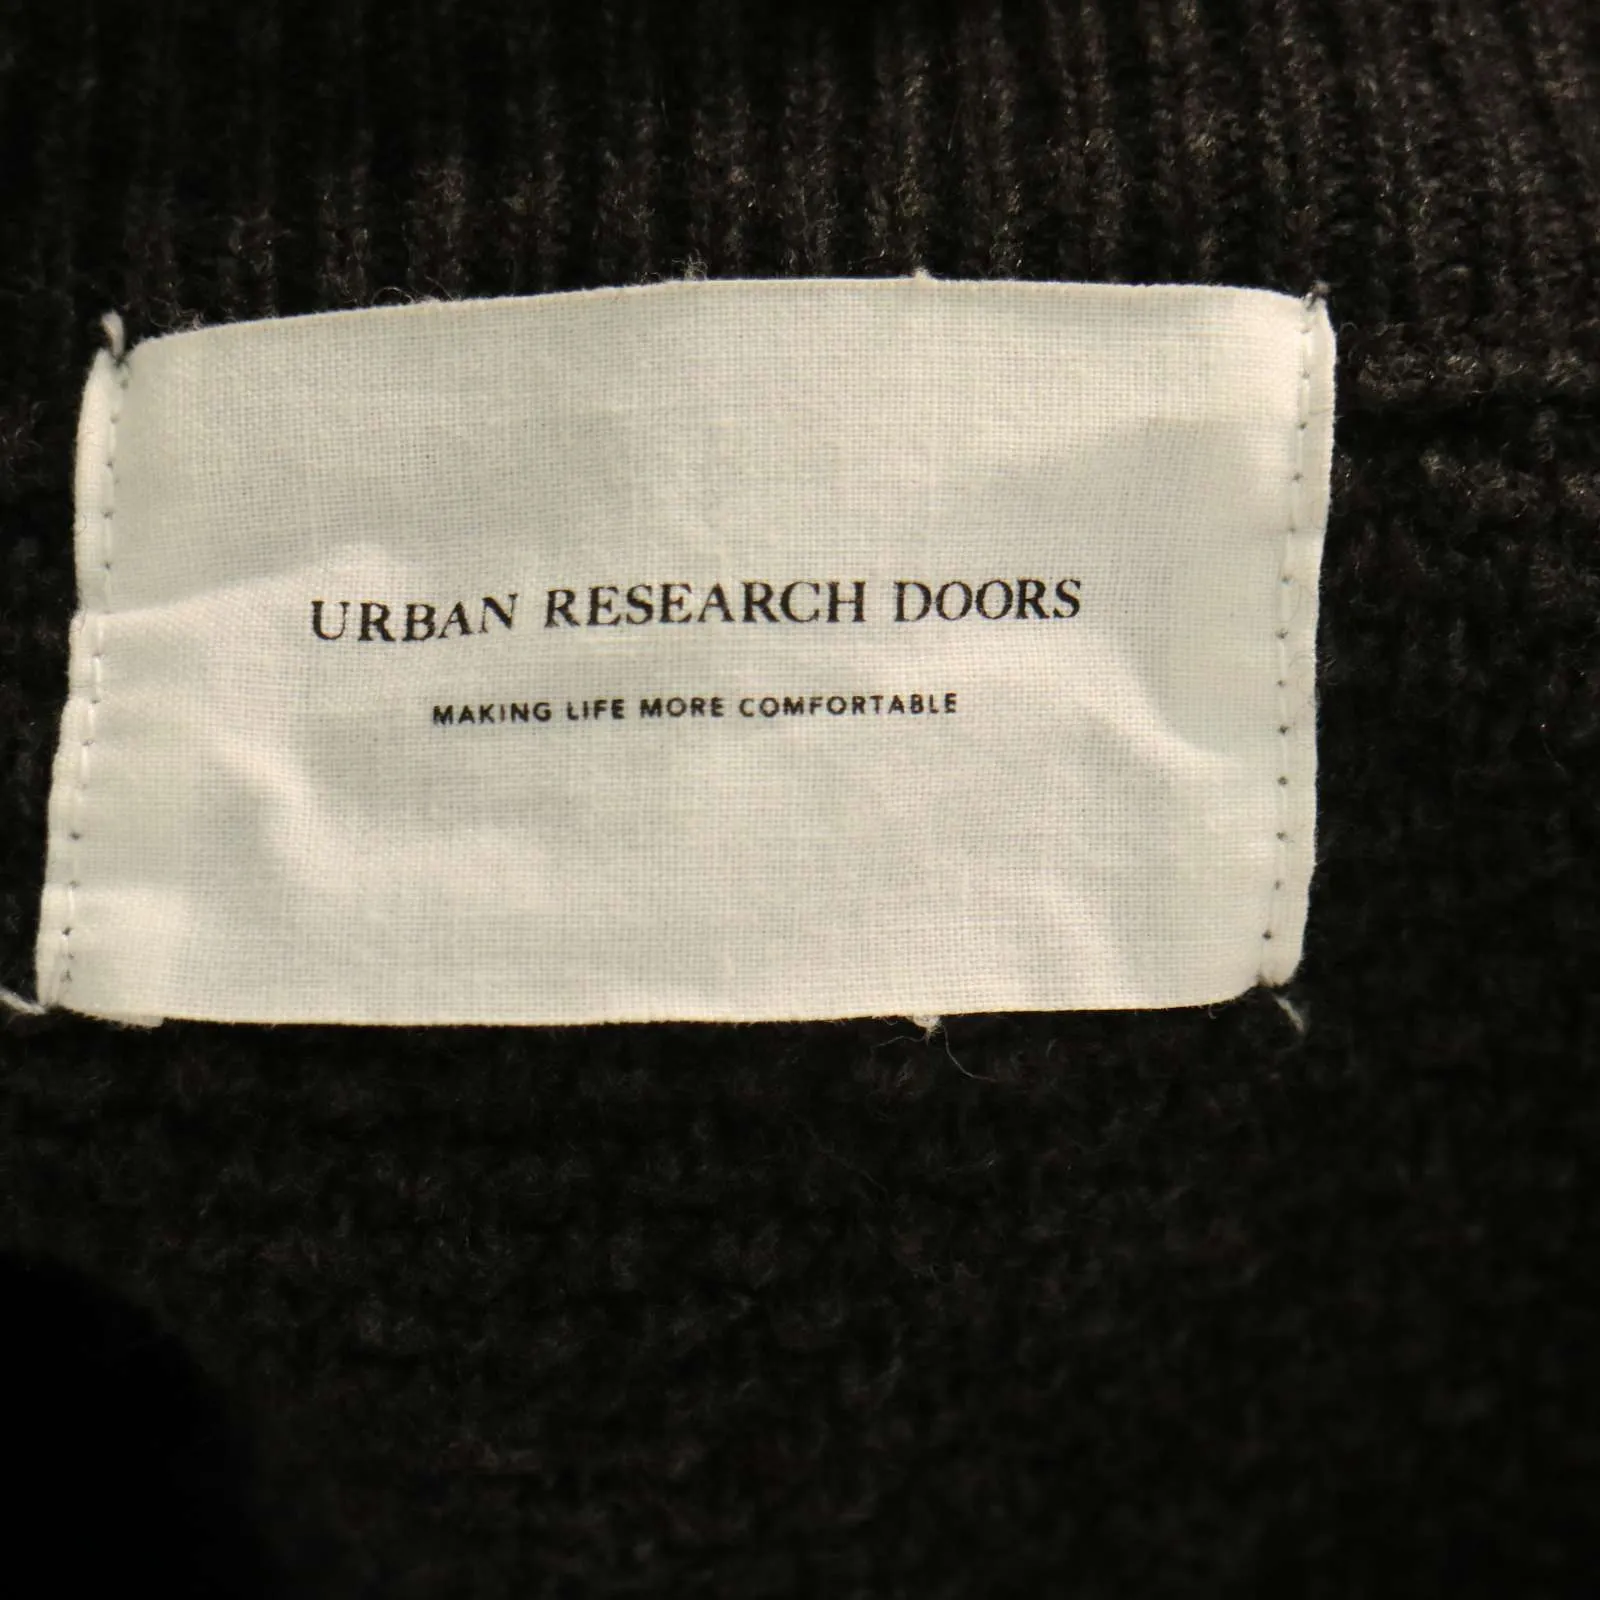 URBAN RESEARCH DOORS
MAKING LIFE MORE COMFORTABLE